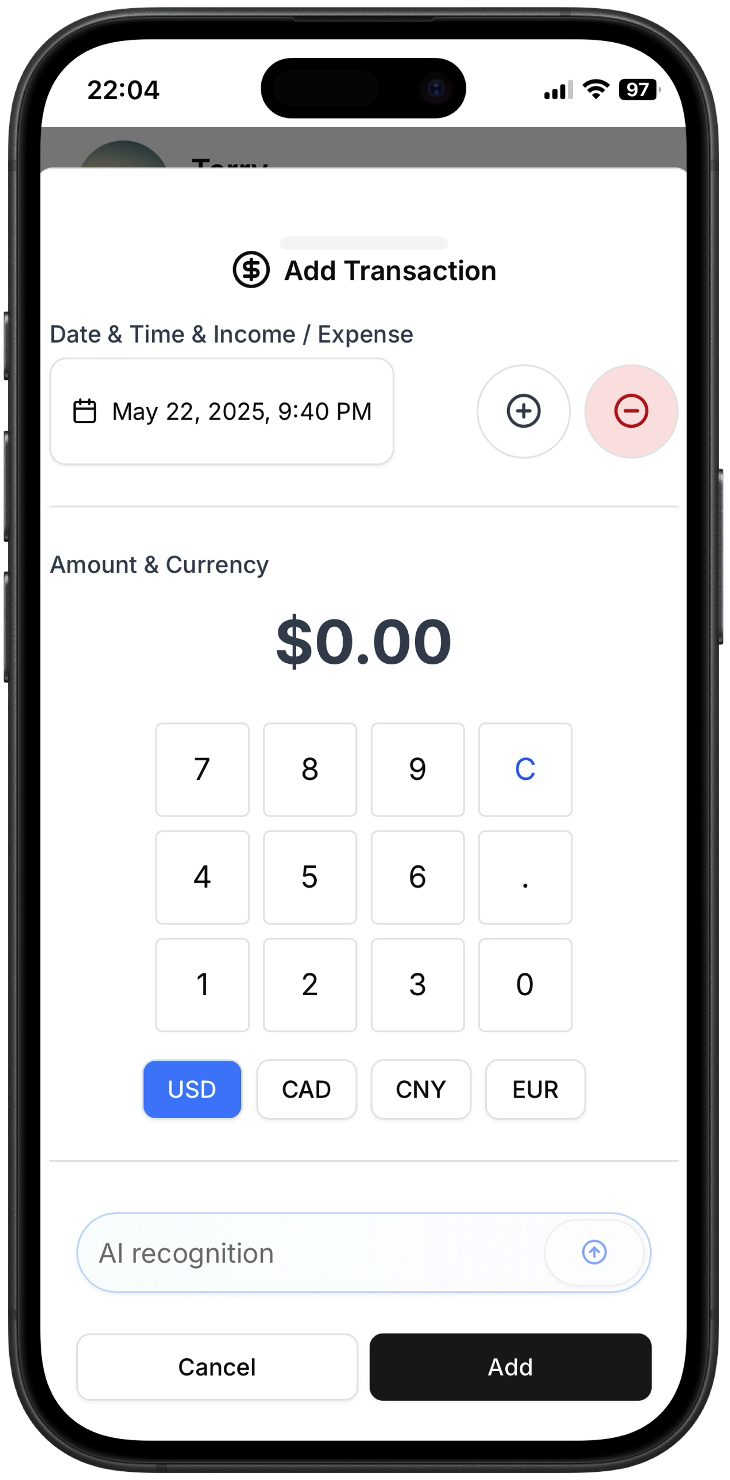 22:04 97
Terry
Add Transaction
Date & Time & Income / Expense
May 22, 2025, 9:40 PM
Amount & Currency
$0.00
7 8 9 C
4 5 6 .
1 2 3 0
USD CAD CNY EUR
AI recognition
Cancel Add